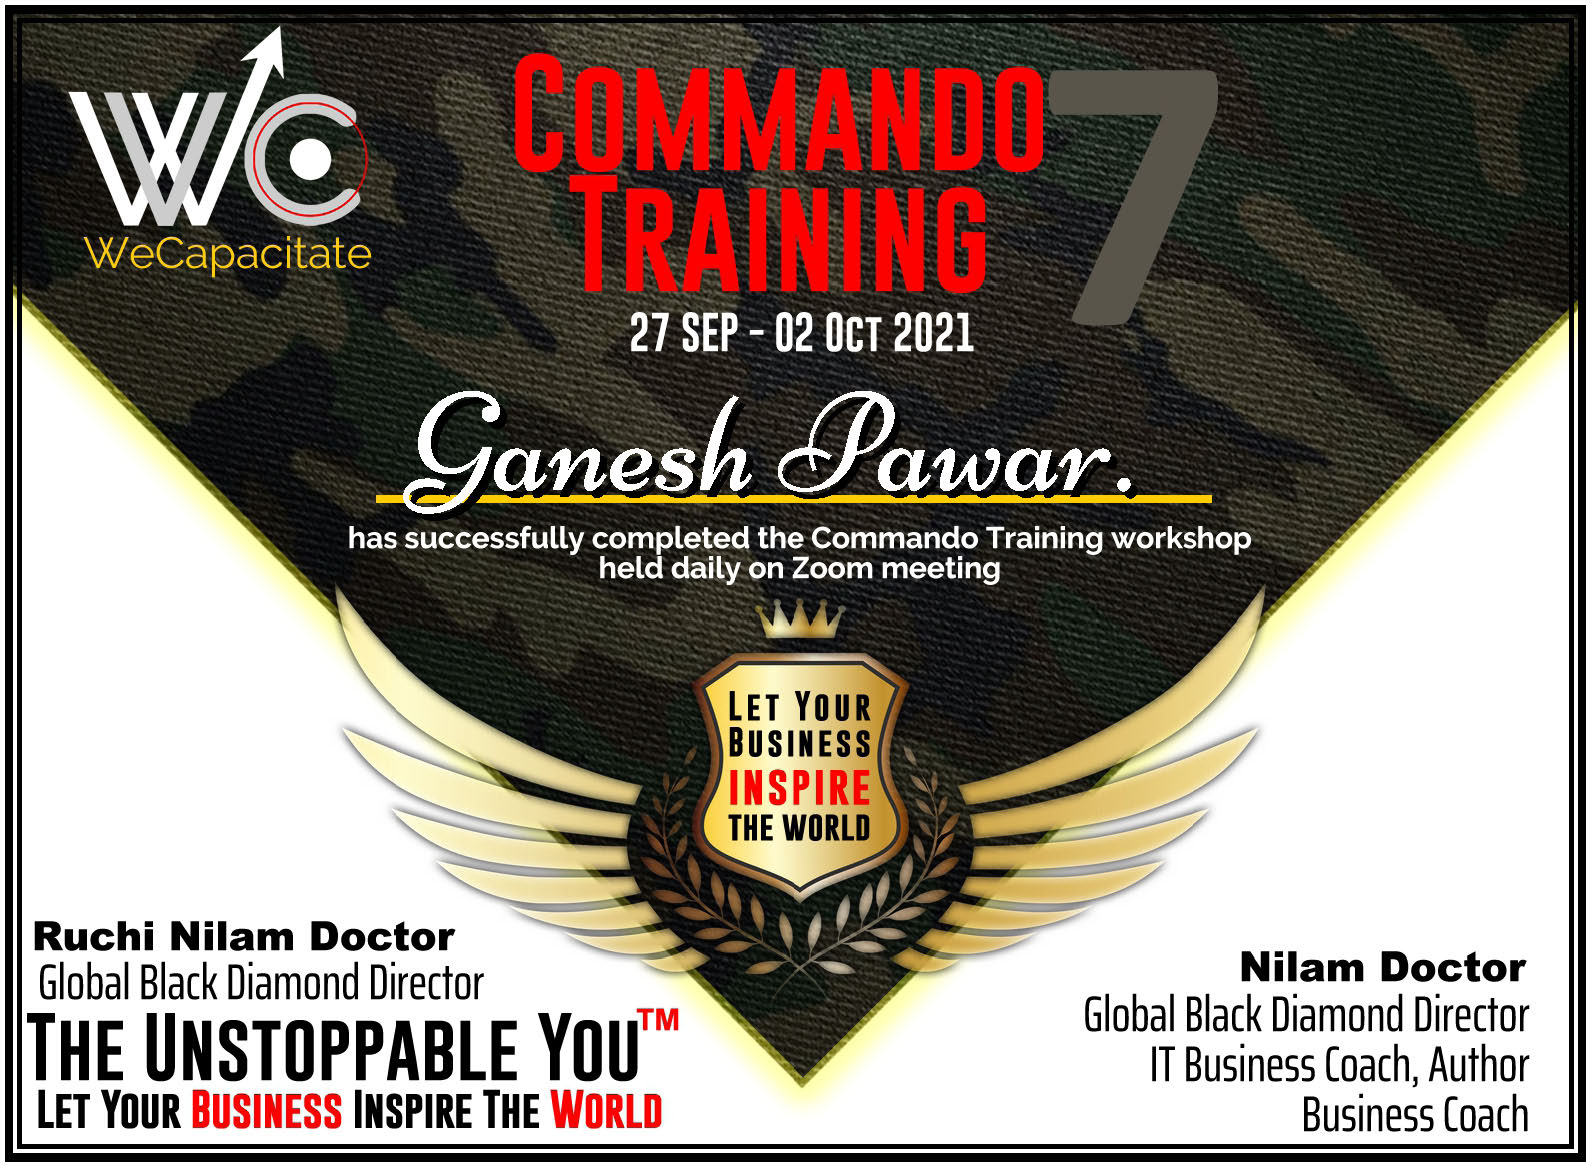 WC
WeCapacitate
COMMANDO 7
TRAINING
27 SEP - 02 OCT 2021
Ganesh Pawar.
has successfully completed the Commando Training workshop
held daily on Zoom meeting
LET YOUR
BUSINESS
INSPIRE
THE WORLD
Ruchi Nilam Doctor
Global Black Diamond Director
THE UNSTOPPABLE YOU™
LET YOUR BUSINESS INSPIRE THE WORLD
Nilam Doctor
Global Black Diamond Director
IT Business Coach, Author
Business Coach